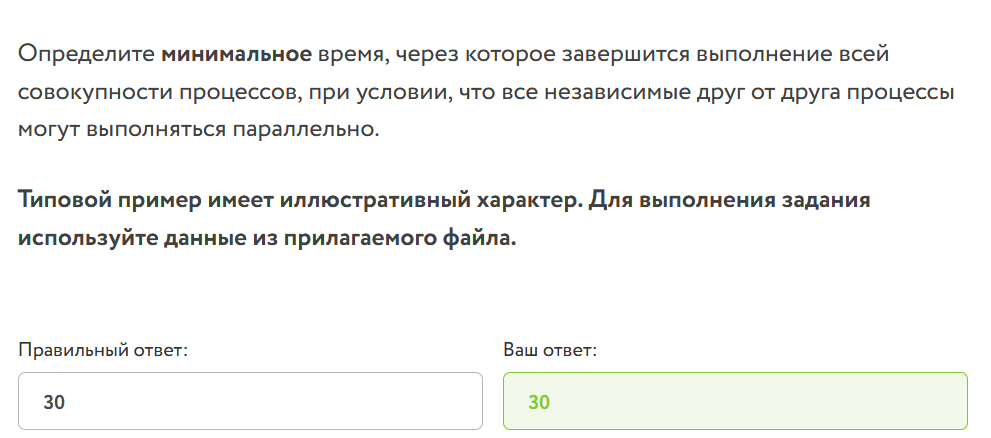 Определите минимальное время, через которое завершится выполнение всей
совокупности процессов, при условии, что все независимые друг от друга процессы
могут выполняться параллельно.
Типовой пример имеет иллюстративный характер. Для выполнения задания
используйте данные из прилагаемого файла.
Правильный ответ:
Ваш ответ:
30
30